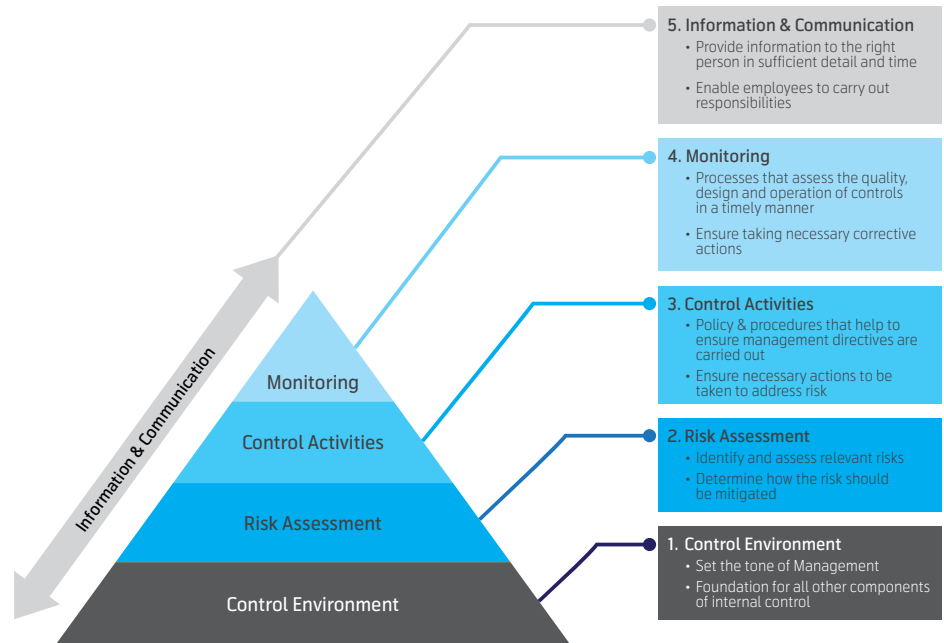 5. Information & Communication
• Provide information to the right
person in sufficient detail and time
• Enable employees to carry out
responsibilities
4. Monitoring
• Processes that assess the quality,
design and operation of controls
in a timely manner
• Ensure taking necessary corrective
actions
3. Control Activities
• Policy & procedures that help to
ensure management directives are
carried out
• Ensure necessary actions to be
taken to address risk
2. Risk Assessment
• Identify and assess relevant risks
• Determine how the risk should
be mitigated
1. Control Environment
• Set the tone of Management
• Foundation for all other components
of internal control
Information & Communication
Monitoring
Control Activities
Risk Assessment
Control Environment